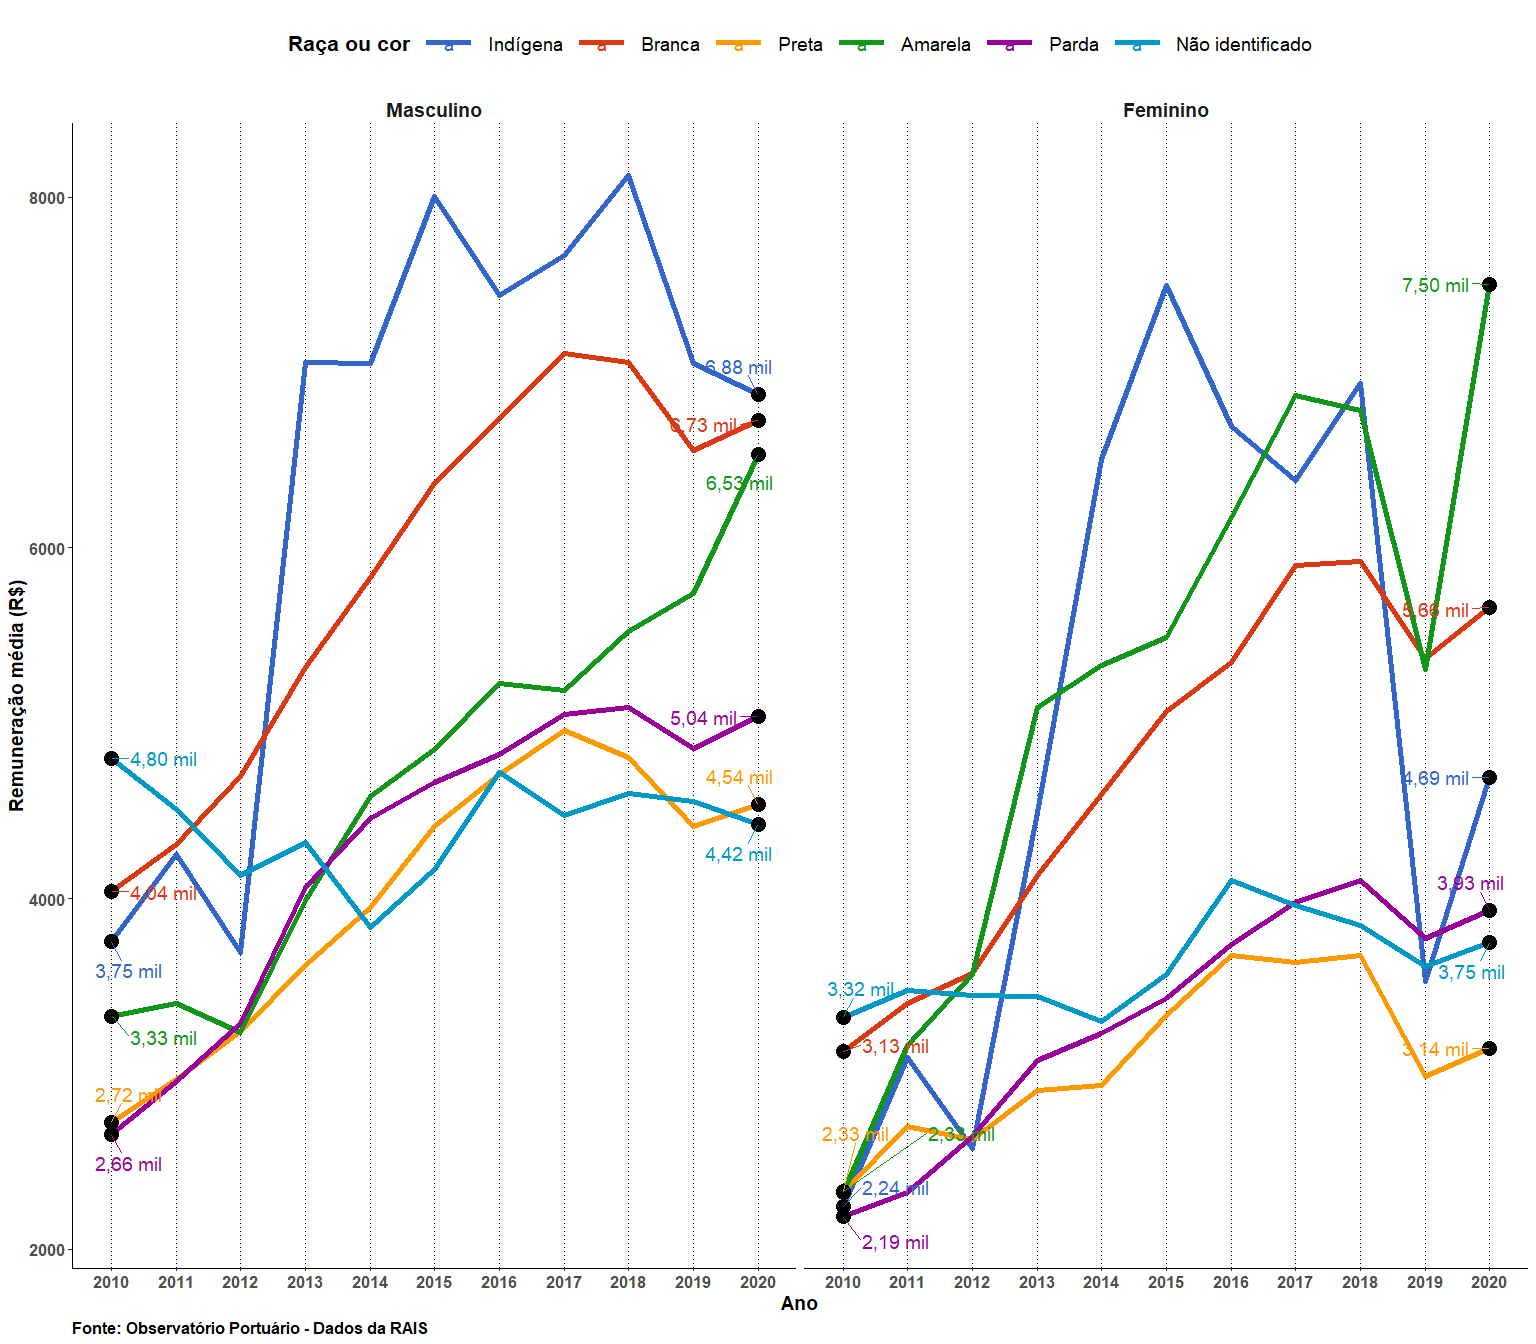 Raça ou cor a Indígena a Branca a Preta a Amarela a Parda a Não identificado
Masculino
Feminino
Remuneração média (R$)
8000
6000
4000
2000
4,80 mil
4,04 mil
3,75 mil
3,33 mil
2,72 mil
2,66 mil
6,88 mil
6,73 mil
6,53 mil
5,04 mil
4,54 mil
4,42 mil
3,32 mil
3,13 mil
2,33 mil
2,33 mil
2,24 mil
2,19 mil
7,50 mil
5,66 mil
4,69 mil
3,93 mil
3,75 mil
3,14 mil
2010 2011 2012 2013 2014 2015 2016 2017 2018 2019 2020
2010 2011 2012 2013 2014 2015 2016 2017 2018 2019 2020
Ano
Fonte: Observatório Portuário - Dados da RAIS